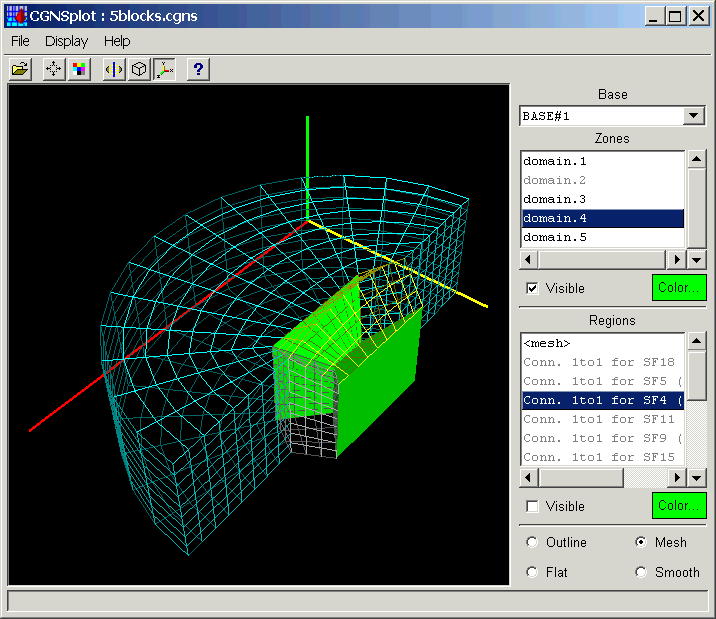 CGNSplot : 5blocks.cgns
File Display Help
?
Base
BASE#1
Zones
domain.1
domain.2
domain.3
domain.4
domain.5
Visible Color...
Regions
<mesh>
Conn. 1to1 for SF18
Conn. 1to1 for SF5 (
Conn. 1to1 for SF4 (
Conn. 1to1 for SF11
Conn. 1to1 for SF9 (
Conn. 1to1 for SF15
Visible Color...
Outline Mesh
Flat Smooth